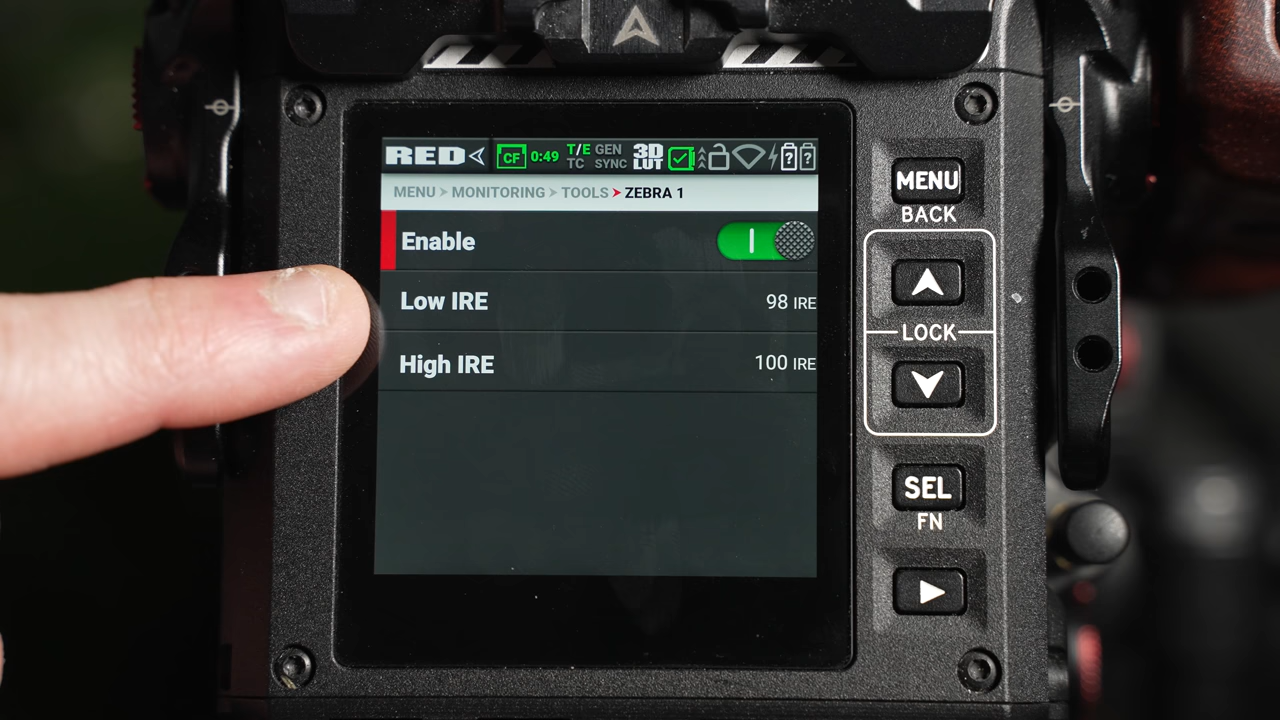 RED CF 0:49 T/E TC GEN SYNC 3D LUT ? ?
MENU > MONITORING > TOOLS > ZEBRA 1
Enable
Low IRE 98 IRE
High IRE 100 IRE
MENU
BACK
LOCK
SEL
FN